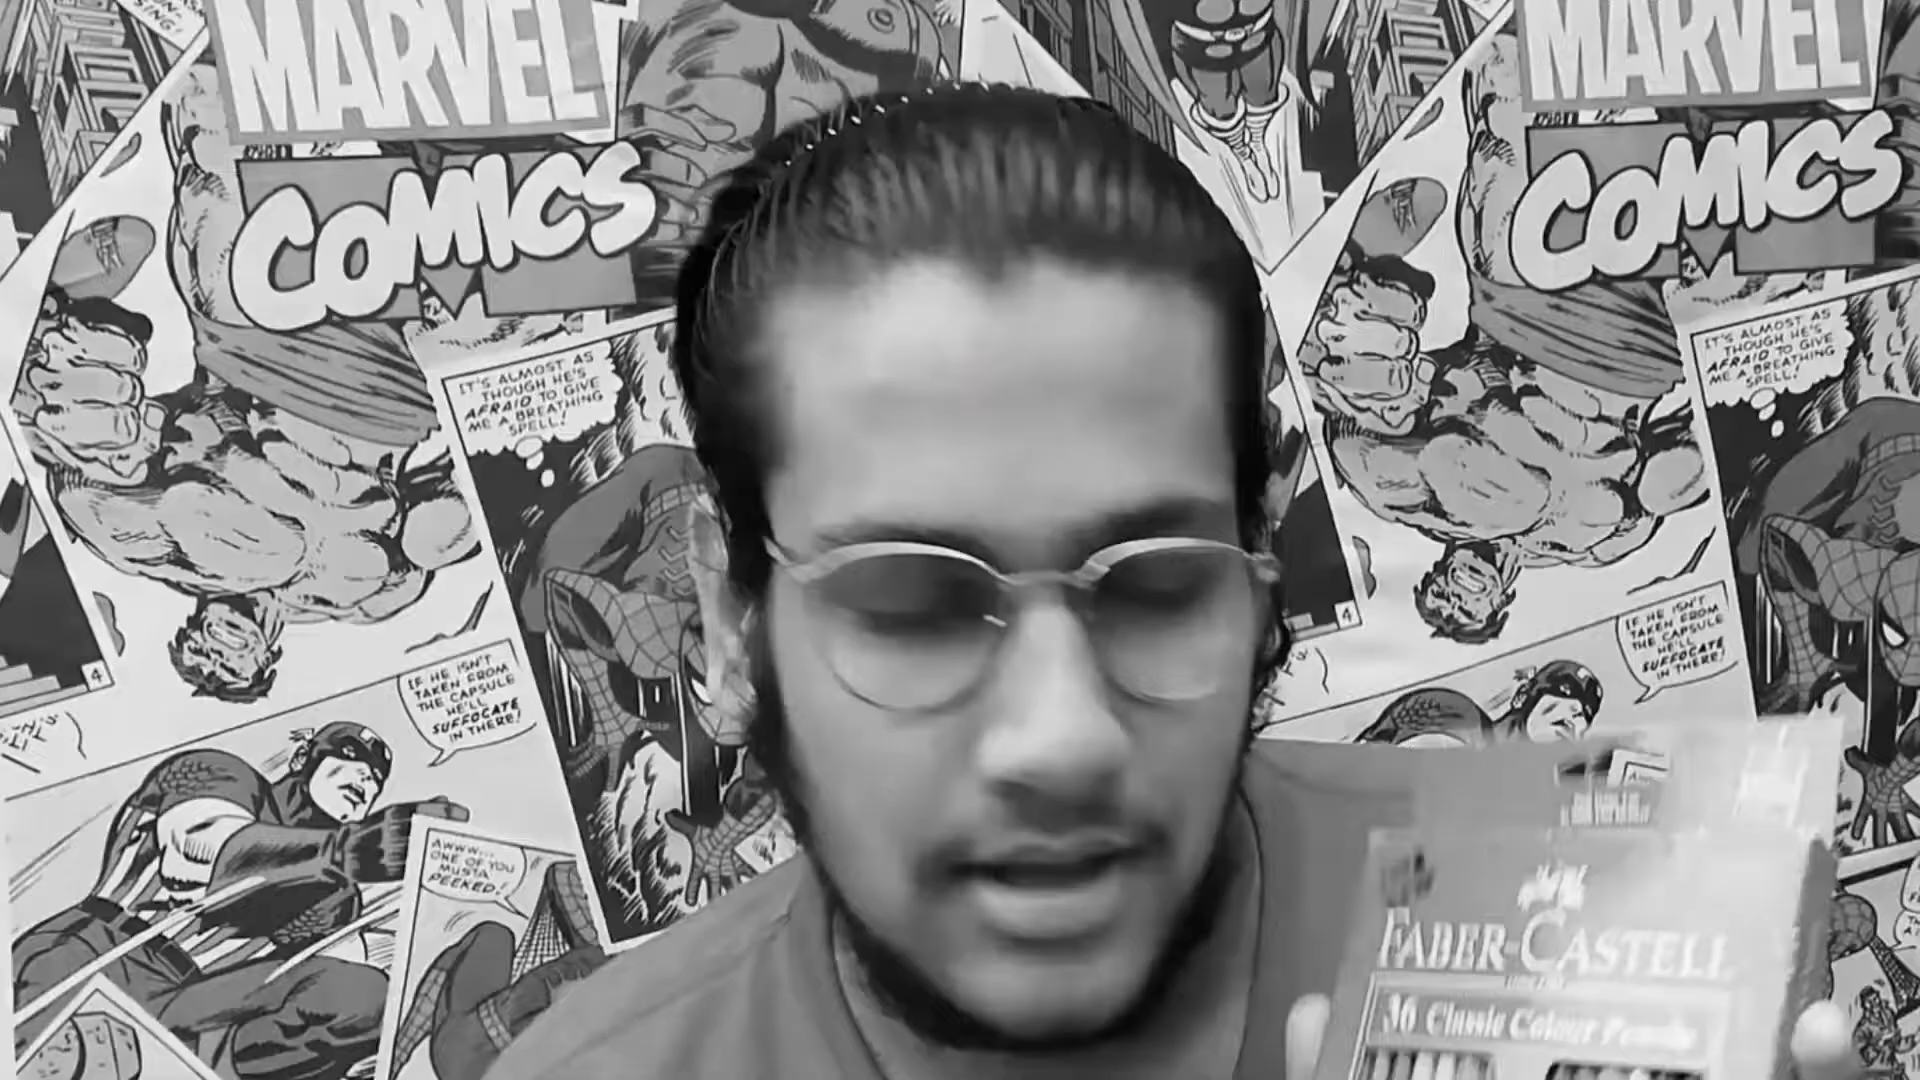 SING!
MARVEL
COMICS
IT'S ALMOST AS
THOUGH HE'S
AFRAID TO GIVE
ME A BREATHING
SPELL!
4
IF HE ISN'T
TAKEN FROM
THE CAPSULE
HE'LL
SUFFOCATE
IN THERE!
AWWW...
ONE OF YOU
MUSTA
PEEKED!
MARVEL
COMICS
IT'S ALMOST AS
THOUGH HE'S
AFRAID TO GIVE
ME A BREATHING
SPELL!
4
IF HE ISN'T
TAKEN FROM
THE CAPSULE
HE'LL
SUFFOCATE
IN THERE!
FABER-CASTELL
36 Classic Colour Pencils